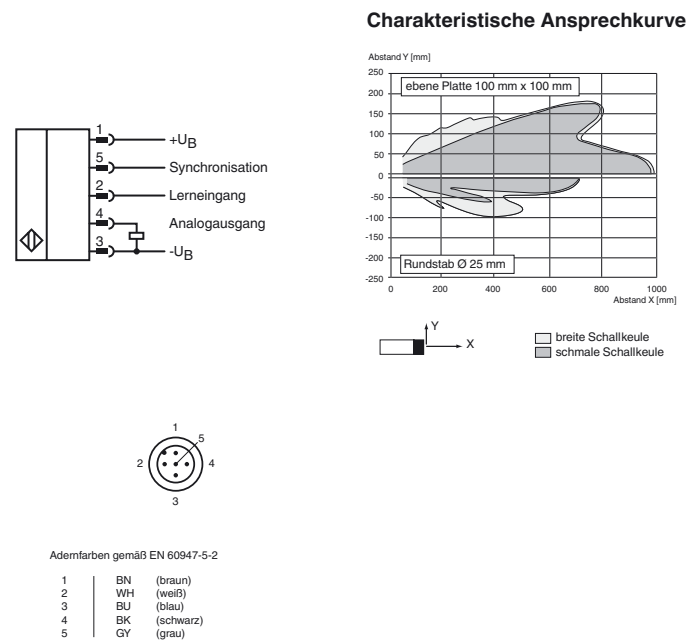 Charakteristische Ansprechkurve
Abstand Y [mm]
250
200
150
100
50
0
-50
-100
-150
-200
-250
ebene Platte 100 mm x 100 mm
Rundstab Ø 25 mm
0 200 400 600 800 1000
Abstand X [mm]
Y
X
breite Schallkeule
schmale Schallkeule
1 +UB
5 Synchronisation
2 Lerneingang
4 Analogausgang
3 -UB
1
5
2 4
3
Adernfarben gemäß EN 60947-5-2
1 BN (braun)
2 WH (weiß)
3 BU (blau)
4 BK (schwarz)
5 GY (grau)